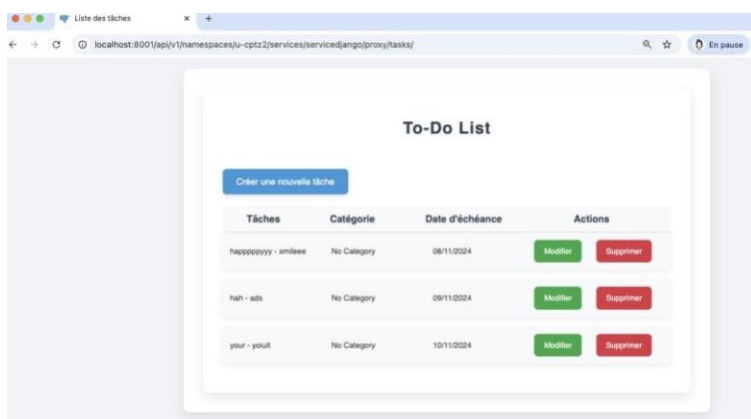 Liste des tâches
localhost:8001/api/v1/namespaces/u-cptz2/services/servicedjango/proxy/tasks/
En pause
To-Do List
Créer une nouvelle tâche
Tâches Catégorie Date d'échéance Actions
happpppyyy - smileee No Category 08/11/2024 Modifier Supprimer
hah - ads No Category 09/11/2024 Modifier Supprimer
your - No Category 10/11/2024 Modifier Supprimer